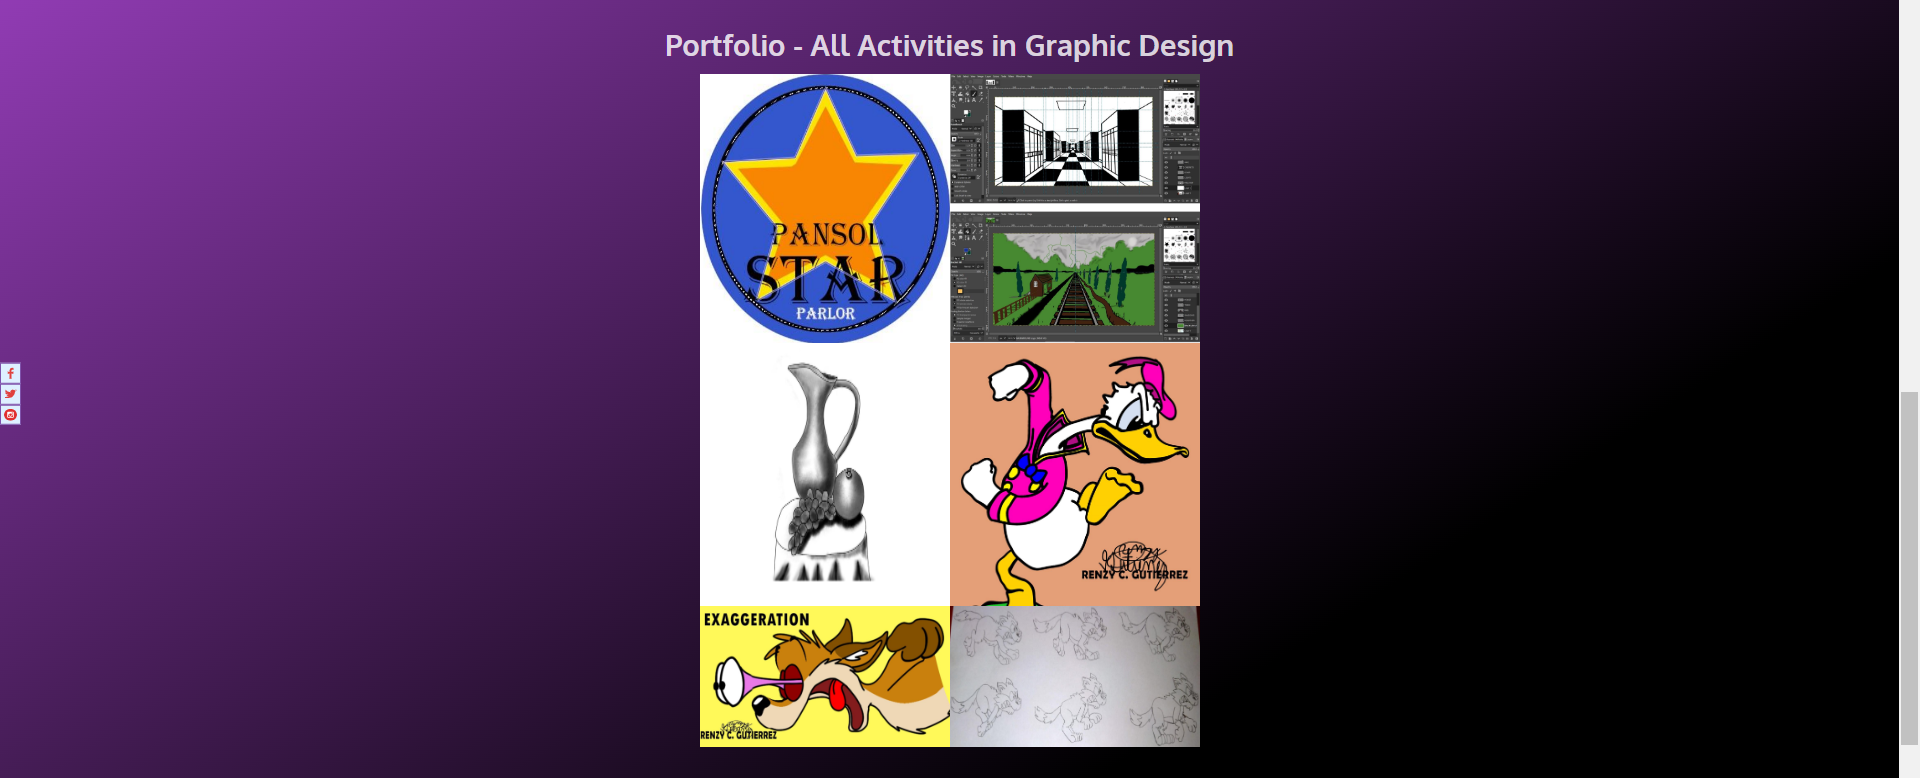 Portfolio - All Activities in Graphic Design
PANSOL
STAR
PARLOR
RENZY C. GUTIERREZ
EXAGGERATION
RENZY C. GUTIERREZ